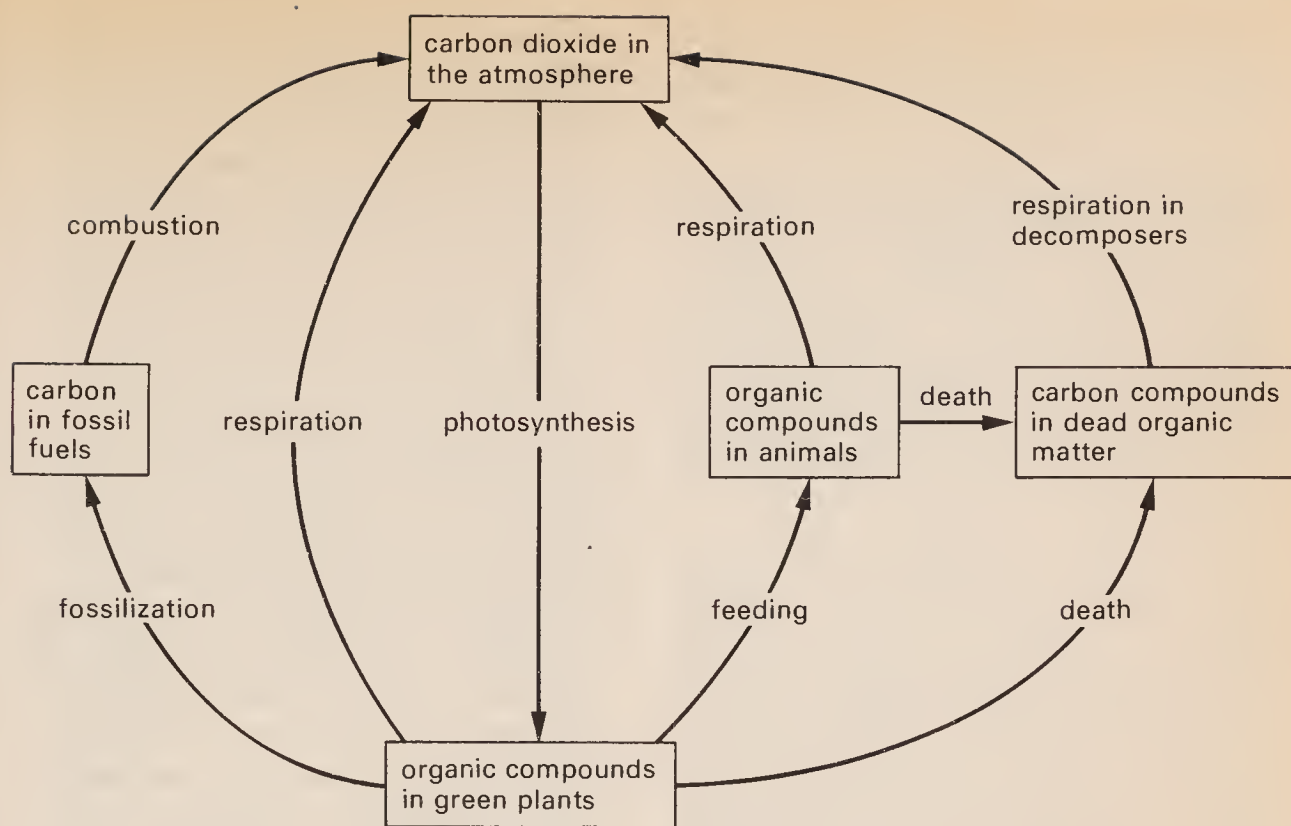 carbon dioxide in
the atmosphere
combustion
respiration
respiration in
decomposers
carbon
in fossil
fuels
respiration
photosynthesis
organic
compounds
in animals
death
carbon compounds
in dead organic
matter
fossilization
feeding
death
organic compounds
in green plants